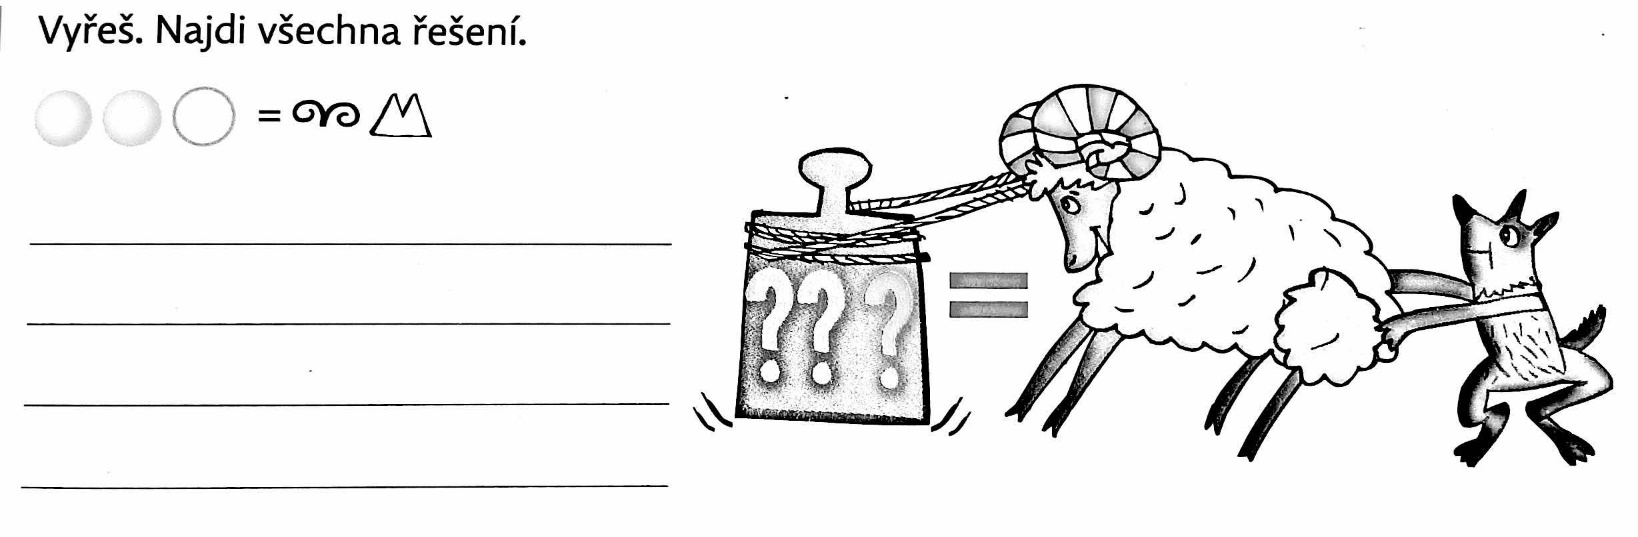 Vyřeš. Najdi všechna řešení.
=
? ? ? =